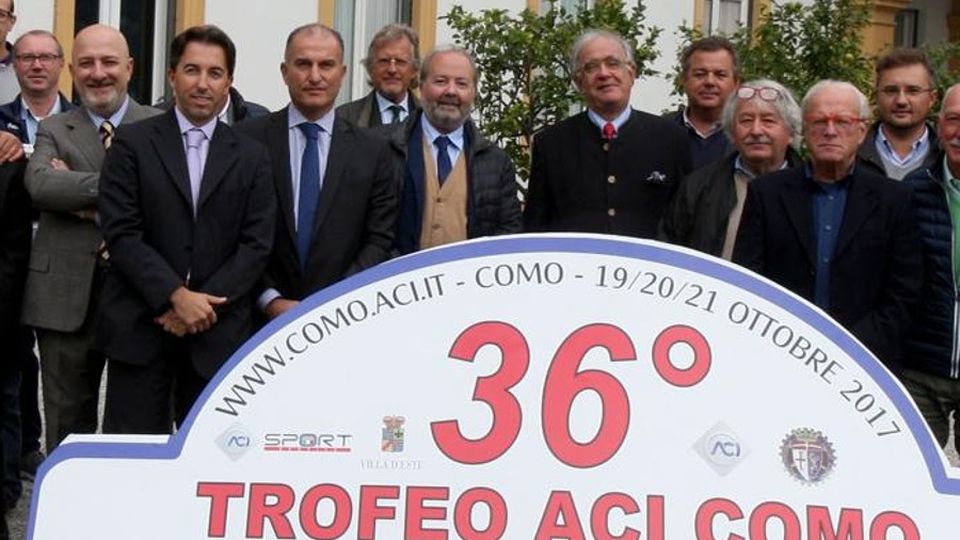 WWW.COMO.ACI.IT - COMO - 19/20/21 OTTOBRE 2017
36°
ACI SPORT VILLA D'ESTE ACI
TROFEO ACI COMO